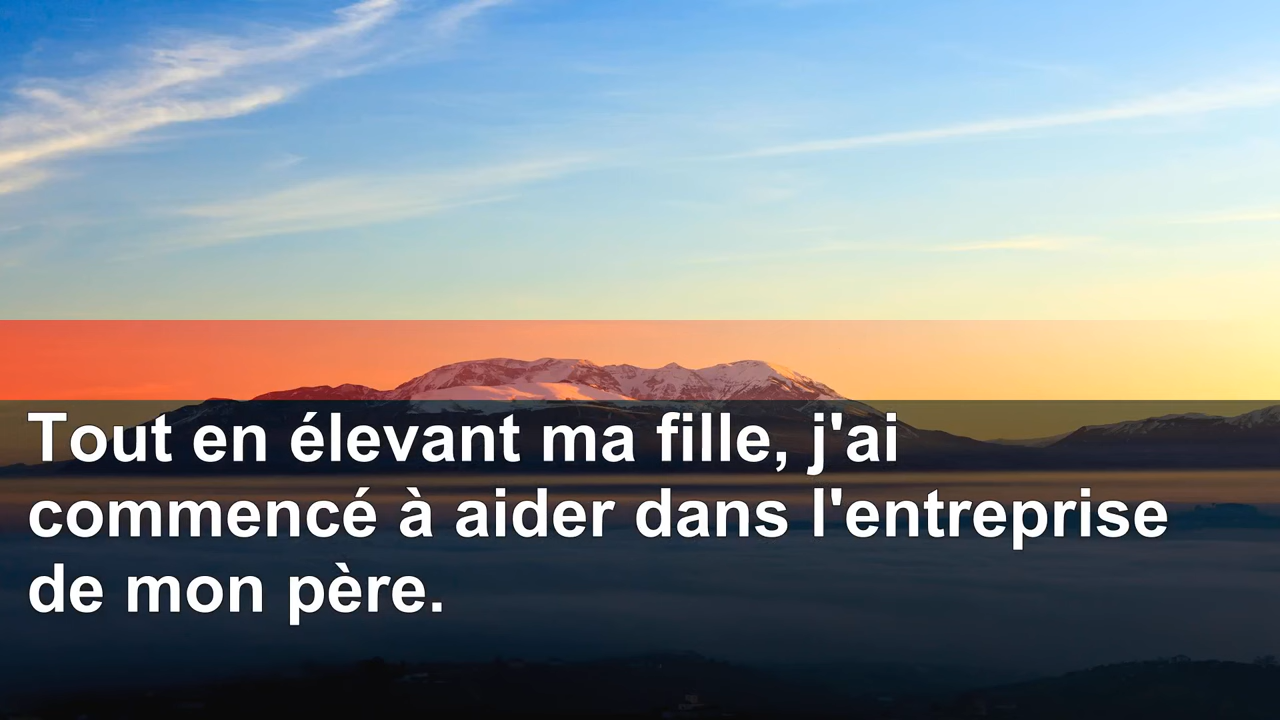 Tout en élevant ma fille, j'ai
commencé à aider dans l'entreprise
de mon père.